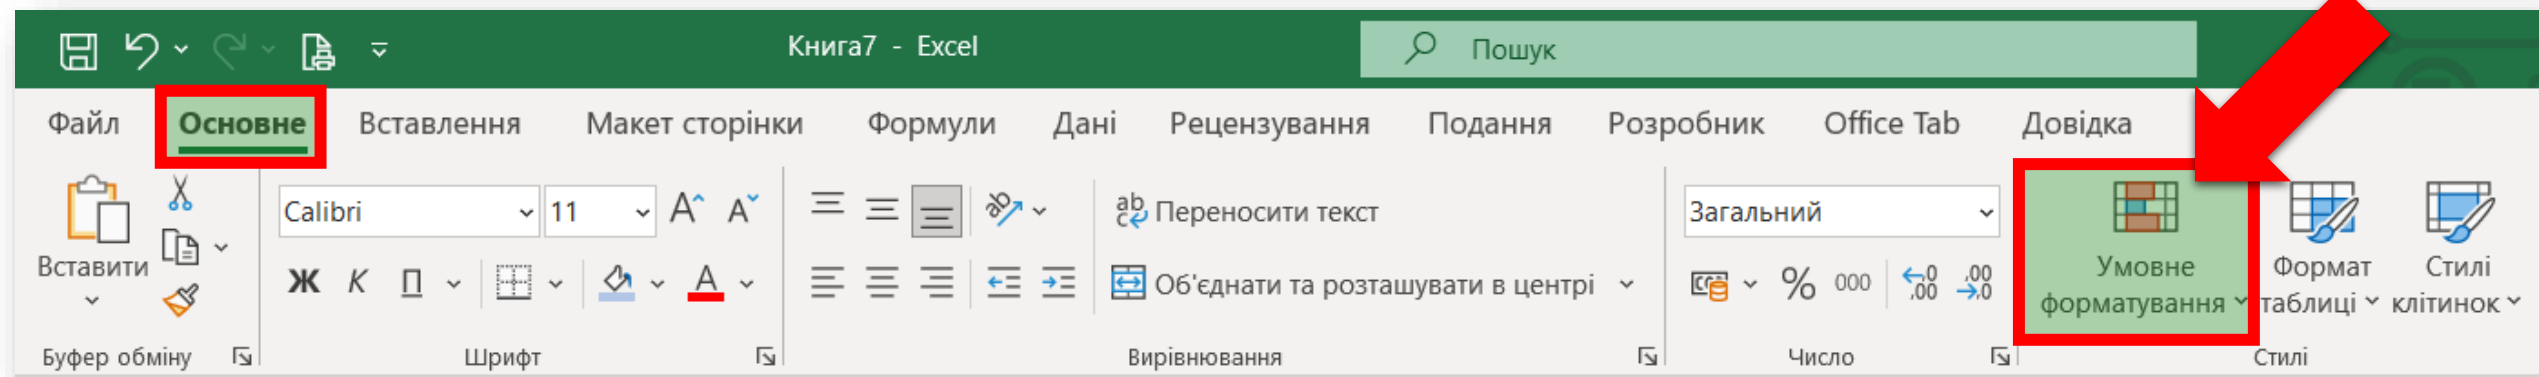 Книга7 - Excel
Пошук
Файл Основне Вставлення Макет сторінки Формули Дані Рецензування Подання Розробник Office Tab Довідка
Вставити
Calibri 11
Ж К П А
Переносити текст
Об'єднати та розташувати в центрі
Загальний
% 000
Умовне
форматування
Формат
таблиці
Стилі
клітинок
Буфер обміну Шрифт Вирівнювання Число Стилі